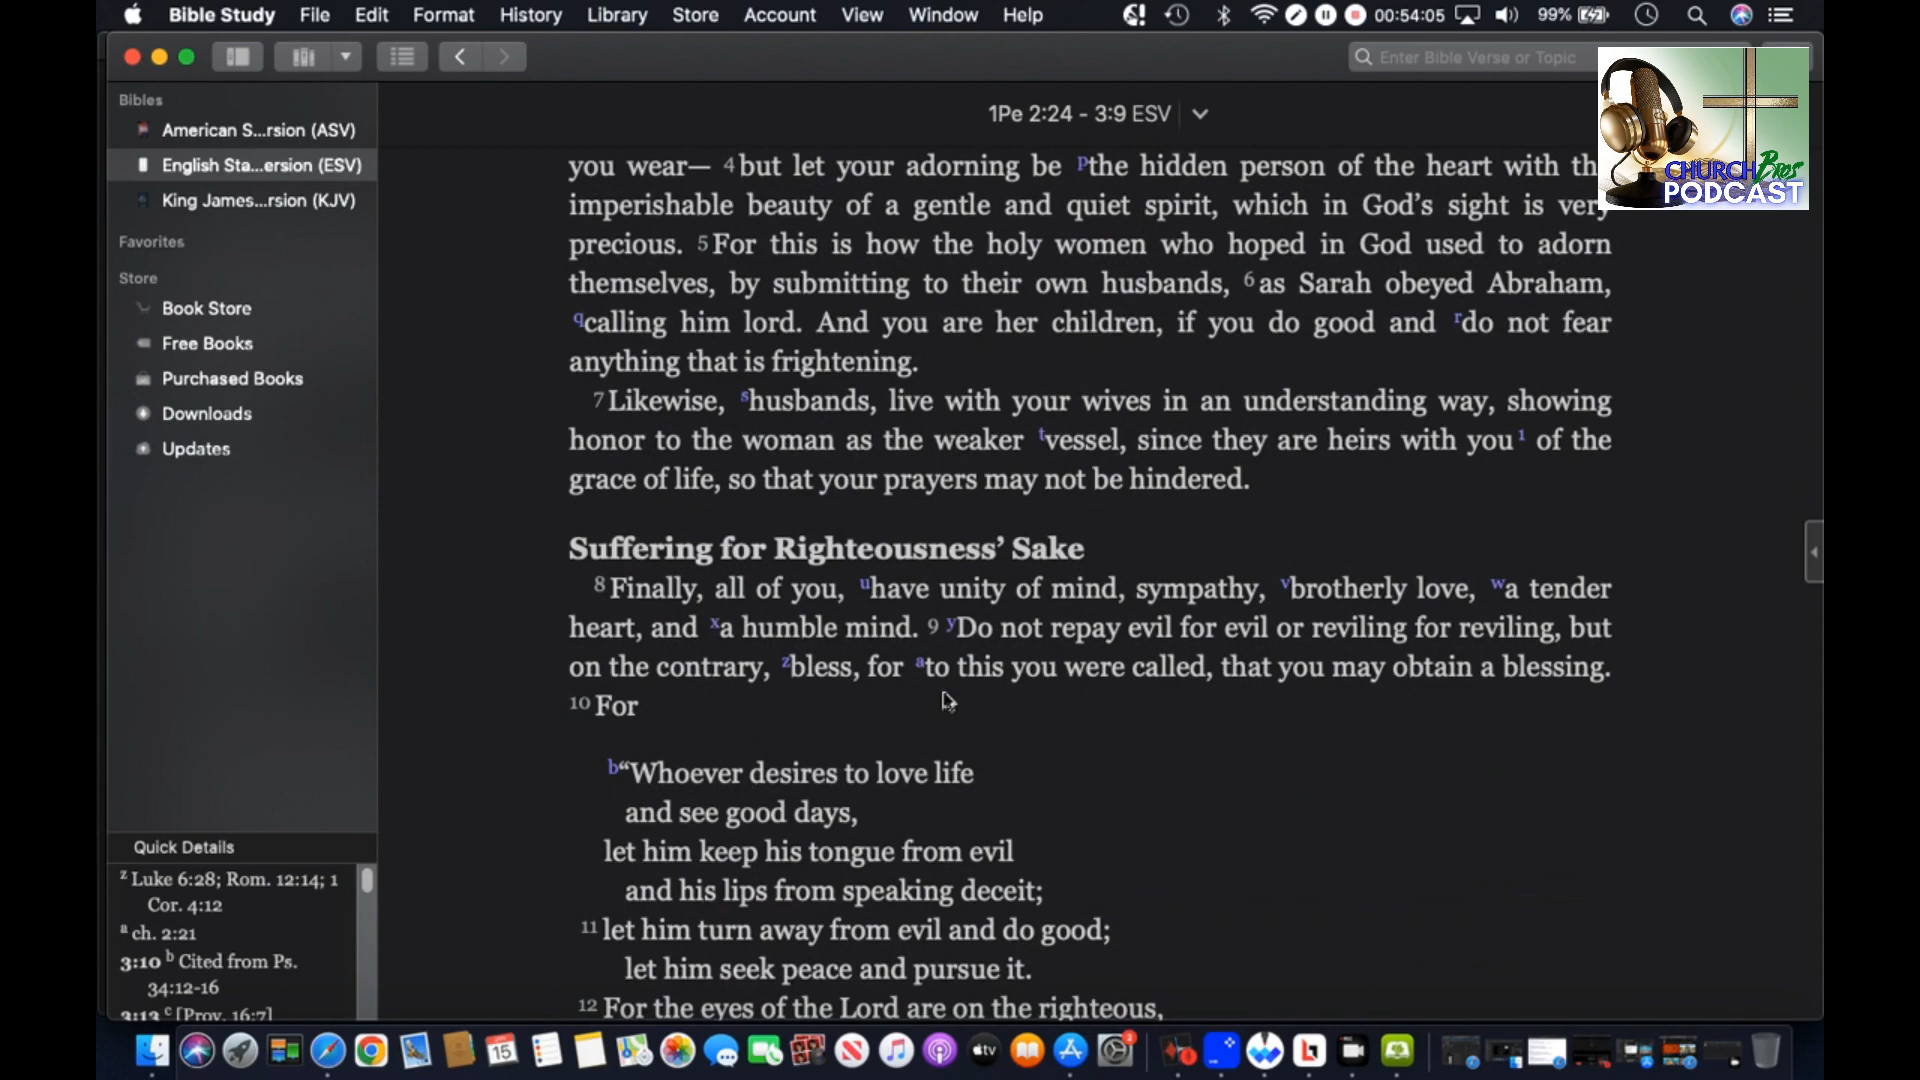 Bible Study File Edit Format History Library Store Account View Window Help 00:54:05 99%
Enter Bible Verse or Topic
CHURCH Bros
PODCAST
Bibles
American S...rsion (ASV)
English Sta...ersion (ESV)
King James...rsion (KJV)
Favorites
Store
Book Store
Free Books
Purchased Books
Downloads
Updates
1Pe 2:24 - 3:9 ESV
you wear— 4 but let your adorning be p the hidden person of the heart with th
imperishable beauty of a gentle and quiet spirit, which in God’s sight is very
precious. 5 For this is how the holy women who hoped in God used to adorn
themselves, by submitting to their own husbands, 6 as Sarah obeyed Abraham,
q calling him lord. And you are her children, if you do good and r do not fear
anything that is frightening.
7 Likewise, s husbands, live with your wives in an understanding way, showing
honor to the woman as the weaker t vessel, since they are heirs with you 1 of the
grace of life, so that your prayers may not be hindered.
Suffering for Righteousness’ Sake
8 Finally, all of you, u have unity of mind, sympathy, v brotherly love, w a tender
heart, and x a humble mind. 9 y Do not repay evil for evil or reviling for reviling, but
on the contrary, z bless, for a to this you were called, that you may obtain a blessing.
10 For
b “Whoever desires to love life
and see good days,
let him keep his tongue from evil
and his lips from speaking deceit;
11 let him turn away from evil and do good;
let him seek peace and pursue it.
12 For the eyes of the Lord are on the righteous,
Quick Details
z Luke 6:28; Rom. 12:14; 1
Cor. 4:12
a ch. 2:21
3:10 b Cited from Ps.
34:12-16
3:13 c [Prov. 16:7]
15
tv
2